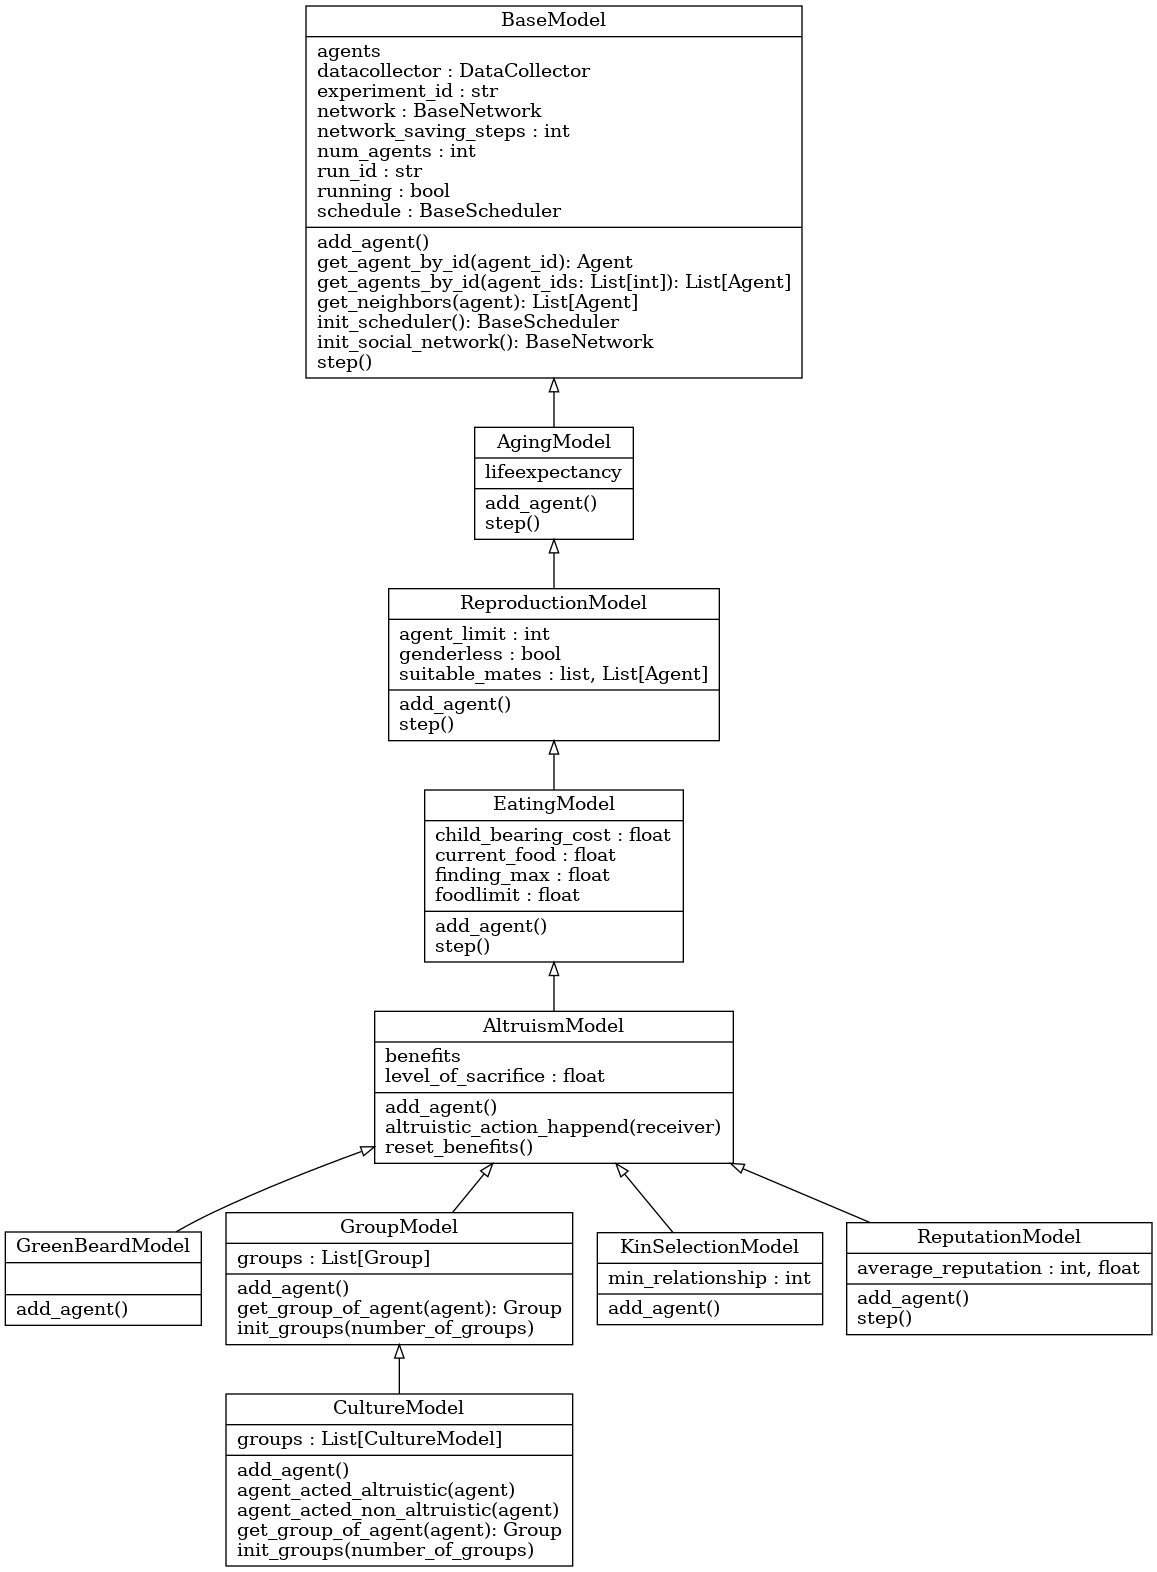 BaseModel
agents
datacollector : DataCollector
experiment_id : str
network : BaseNetwork
network_saving_steps : int
num_agents : int
run_id : str
running : bool
schedule : BaseScheduler
add_agent()
get_agent_by_id(agent_id): Agent
get_agents_by_id(agent_ids: List[int]): List[Agent]
get_neighbors(agent): List[Agent]
init_scheduler(): BaseScheduler
init_social_network(): BaseNetwork
step()
AgingModel
lifeexpectancy
add_agent()
step()
ReproductionModel
agent_limit : int
genderless : bool
suitable_mates : list, List[Agent]
add_agent()
step()
EatingModel
child_bearing_cost : float
current_food : float
finding_max : float
foodlimit : float
add_agent()
step()
AltruismModel
benefits
level_of_sacrifice : float
add_agent()
altruistic_action_happend(receiver)
reset_benefits()
GreenBeardModel
add_agent()
GroupModel
groups : List[Group]
add_agent()
get_group_of_agent(agent): Group
init_groups(number_of_groups)
KinSelectionModel
min_relationship : int
add_agent()
ReputationModel
average_reputation : int, float
add_agent()
step()
CultureModel
groups : List[CultureModel]
add_agent()
agent_acted_altruistic(agent)
agent_acted_non_altruistic(agent)
get_group_of_agent(agent): Group
init_groups(number_of_groups)